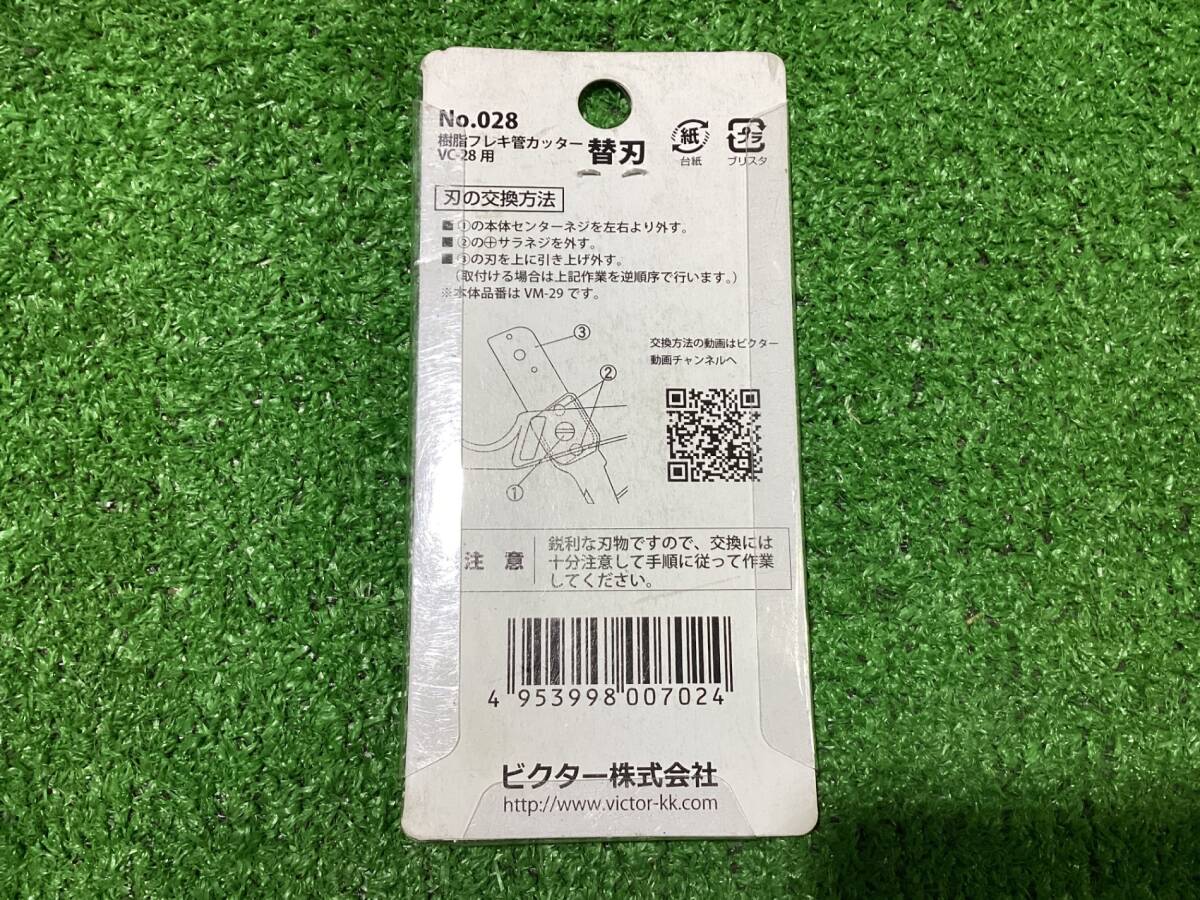 No.028
樹脂フレキ管カッター
VC-28 用
替刃
紙
台紙
プラ
ブリスタ
刃の交換方法
■ ①の本体センターネジを左右より外す。
■ ②の⊕サラネジを外す。
■ ③の刃を上に引き上げ外す。
(取付ける場合は上記作業を逆順序で行います。)
※本体品番は VM-29 です。
③
②
①
交換方法の動画はビクター
動画チャンネルへ
注 意
鋭利な刃物ですので、交換には
十分注意して手順に従って作業
してください。
4 953998 007024
ビクター株式会社
http://www.victor-kk.com